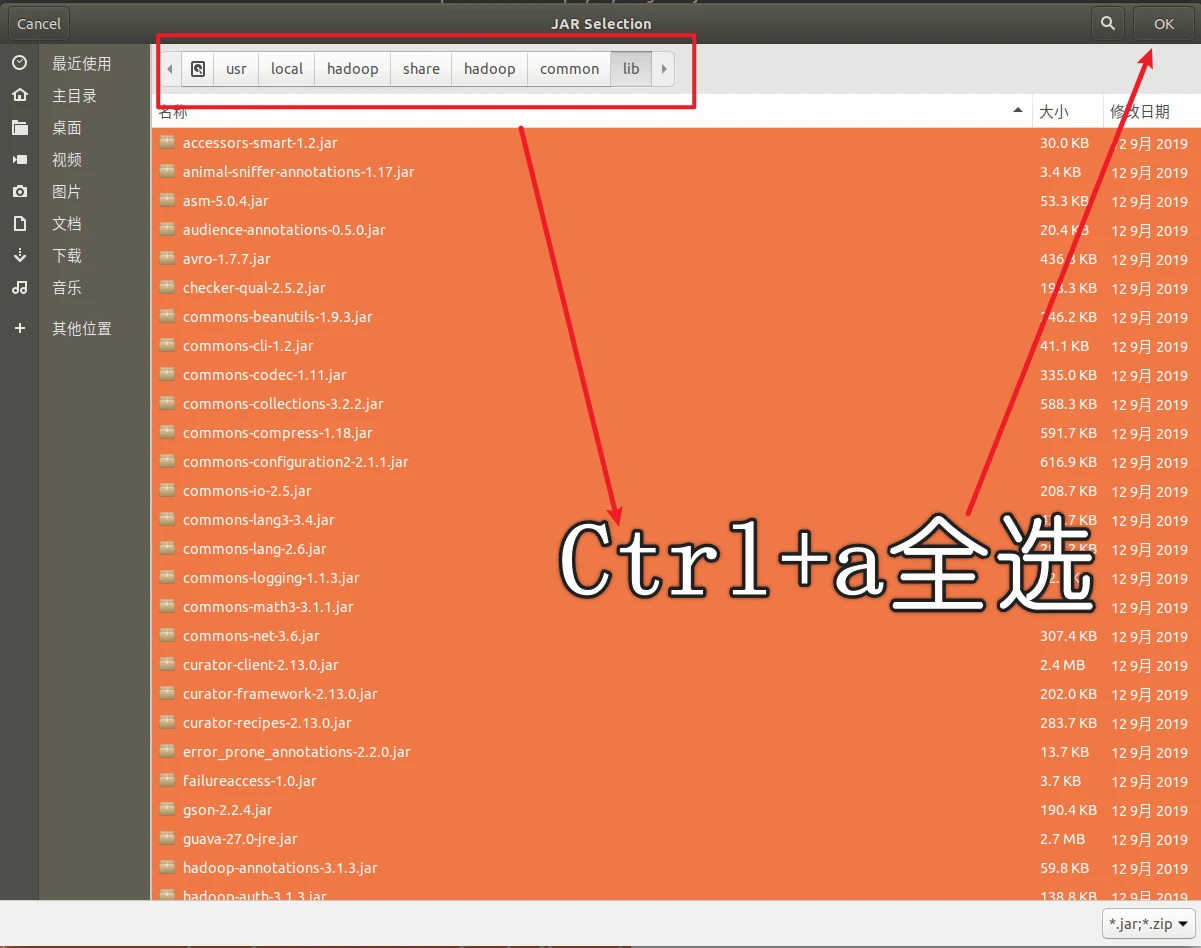 Cancel
JAR Selection
OK
usr local hadoop share hadoop common lib
最近使用
主目录
桌面
视频
图片
文档
下载
音乐
其他位置
名称 大小 修改日期
accessors-smart-1.2.jar 30.0 KB 12 9月 2019
animal-sniffer-annotations-1.17.jar 3.4 KB 12 9月 2019
asm-5.0.4.jar 53.3 KB 12 9月 2019
audience-annotations-0.5.0.jar 20.4 KB 12 9月 2019
avro-1.7.7.jar 436.3 KB 12 9月 2019
checker-qual-2.5.2.jar 193.3 KB 12 9月 2019
commons-beanutils-1.9.3.jar 246.2 KB 12 9月 2019
commons-cli-1.2.jar 41.1 KB 12 9月 2019
commons-codec-1.11.jar 335.0 KB 12 9月 2019
commons-collections-3.2.2.jar 588.3 KB 12 9月 2019
commons-compress-1.18.jar 591.7 KB 12 9月 2019
commons-configuration2-2.1.1.jar 616.9 KB 12 9月 2019
commons-io-2.5.jar 208.7 KB 12 9月 2019
commons-lang3-3.4.jar KB 12 9月 2019
commons-lang-2.6.jar KB 12 9月 2019
commons-logging-1.1.3.jar 12 9月 2019
commons-math3-3.1.1.jar 12 9月 2019
Ctrl+a全选
commons-net-3.6.jar 307.4 KB 12 9月 2019
curator-client-2.13.0.jar 2.4 MB 12 9月 2019
curator-framework-2.13.0.jar 202.0 KB 12 9月 2019
curator-recipes-2.13.0.jar 283.7 KB 12 9月 2019
error_prone_annotations-2.2.0.jar 13.7 KB 12 9月 2019
failureaccess-1.0.jar 3.7 KB 12 9月 2019
gson-2.2.4.jar 190.4 KB 12 9月 2019
guava-27.0-jre.jar 2.7 MB 12 9月 2019
hadoop-annotations-3.1.3.jar 59.8 KB 12 9月 2019
hadoop-auth-3.1.3.jar 138.8 KB 12 9月 2019
*.jar;*.zip